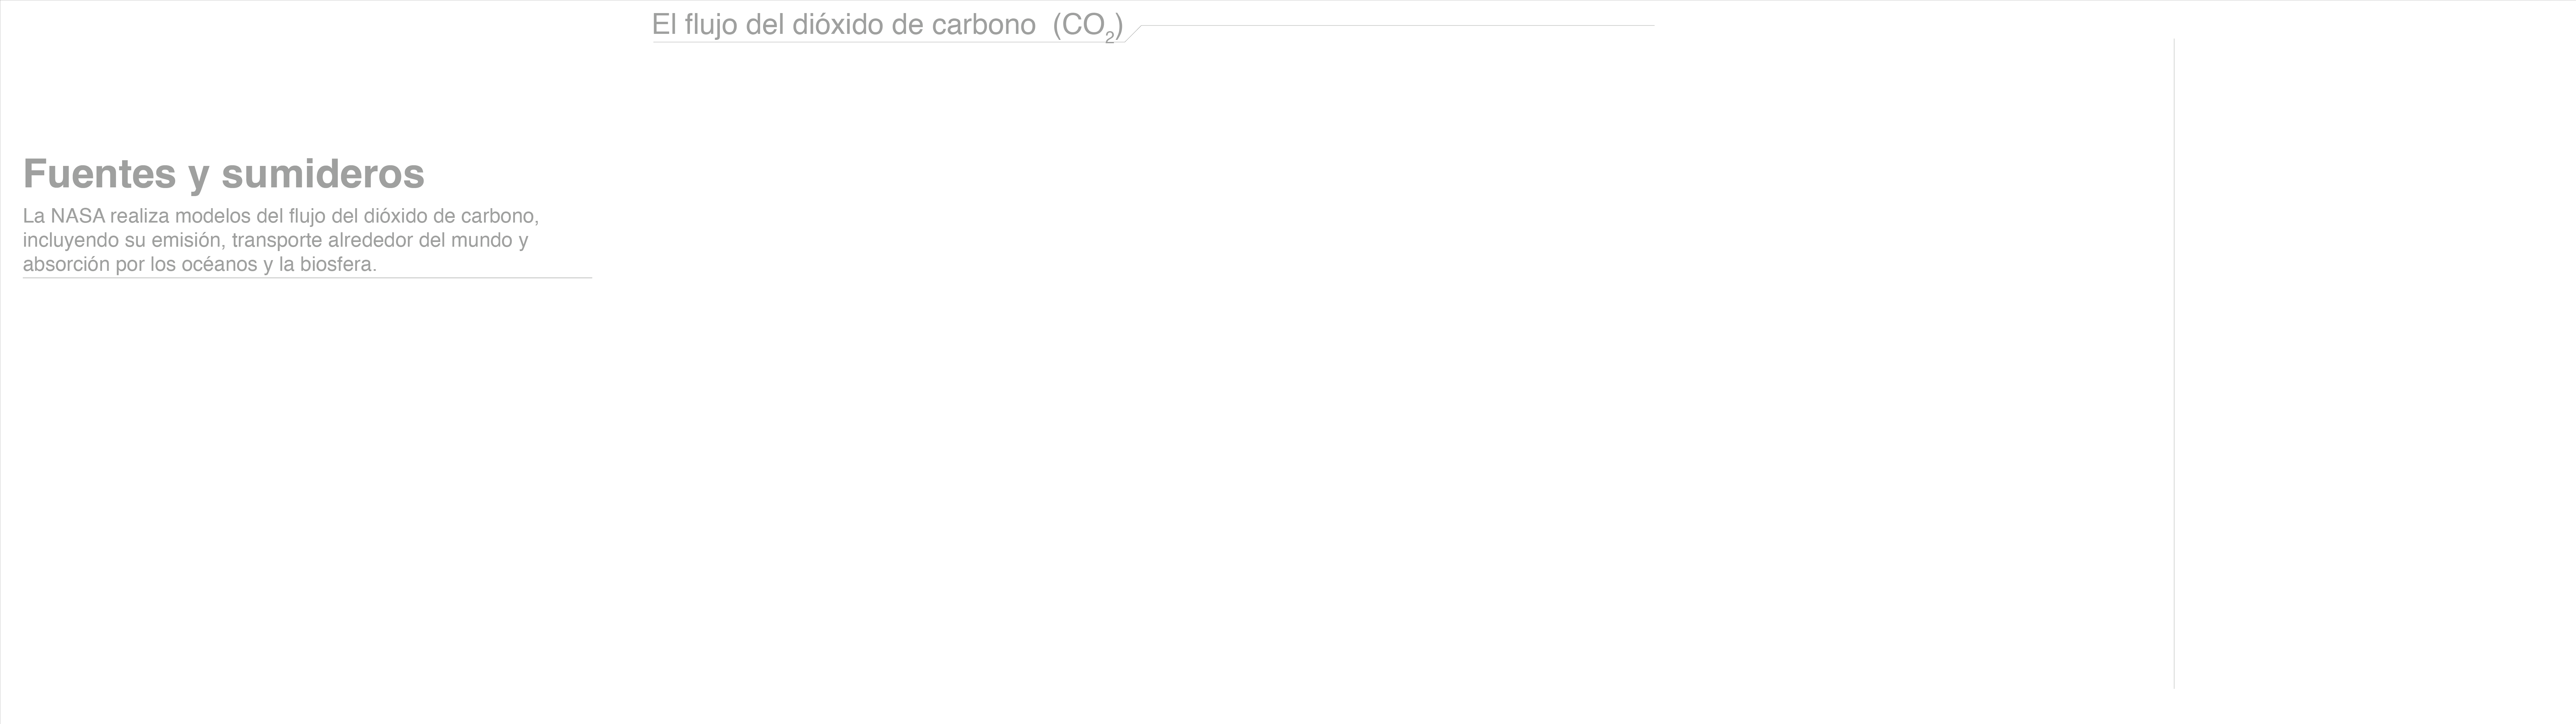 El flujo del dióxido de carbono (CO₂)
Fuentes y sumideros
La NASA realiza modelos del flujo del dióxido de carbono,
incluyendo su emisión, transporte alrededor del mundo y
absorción por los océanos y la biosfera.